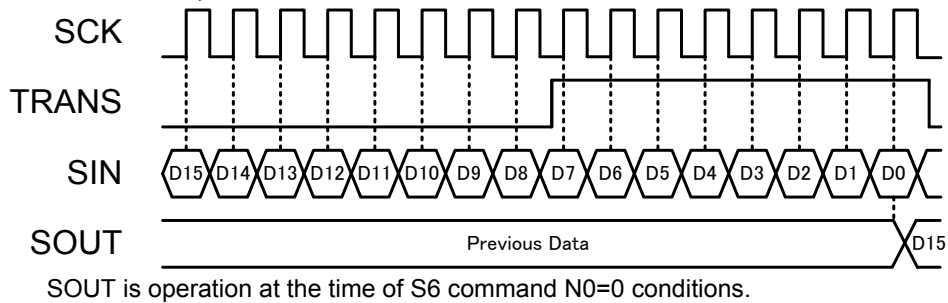 SCK
TRANS
SIN D15 D14 D13 D12 D11 D10 D9 D8 D7 D6 D5 D4 D3 D2 D1 D0
SOUT Previous Data D15
SOUT is operation at the time of S6 command N0=0 conditions.